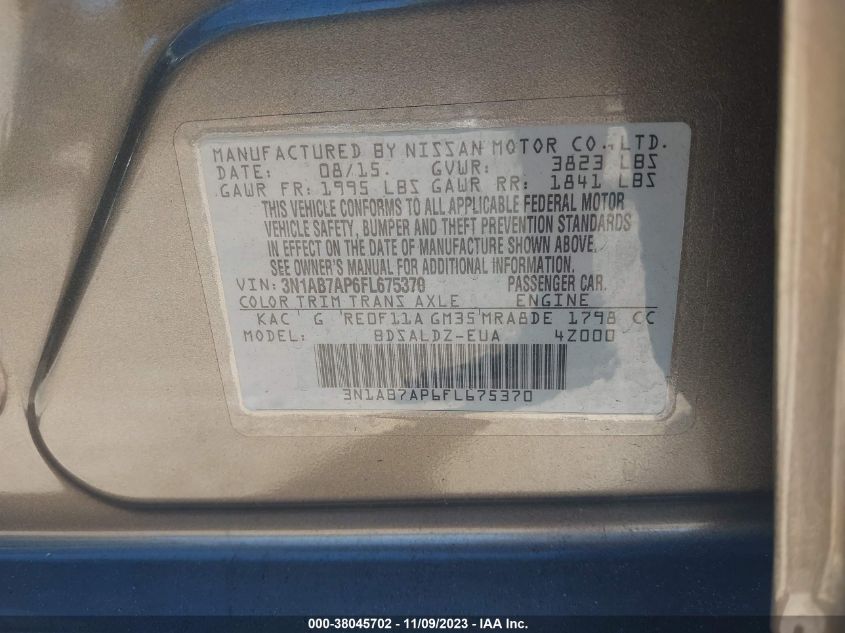 MANUFACTURED BY NISSAN MOTOR CO., LTD.
DATE: 08/15. GVWR: 3823 LBS
GAWR FR: 1995 LBS GAWR RR: 1841 LBS
THIS VEHICLE CONFORMS TO ALL APPLICABLE FEDERAL MOTOR
VEHICLE SAFETY, BUMPER AND THEFT PREVENTION STANDARDS
IN EFFECT ON THE DATE OF MANUFACTURE SHOWN ABOVE.
SEE OWNER'S MANUAL FOR ADDITIONAL INFORMATION.
VIN: 3N1AB7AP6FL675370 PASSENGER CAR.
COLOR TRIM TRANS AXLE ENGINE
KAC G RE0F11A GM35 MRA8DE 1798 CC
MODEL: BDSALDZ-EUA 4Z000
3N1AB7AP6FL675370
000-38045702 - 11/09/2023 - IAA Inc.